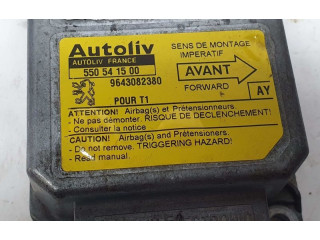 Autoliv
AUTOLIV FRANCE
550 54 15 00
9643082380
POUR T1
SENS DE MONTAGE
IMPERATIF
AVANT
FORWARD
AY
ATTENTION! Airbag(s) et Prétensionneurs.
- Ne pas démonter. RISQUE DE DECLENCHEMENT!
- Consulter la notice
CAUTION! Airbag(s) and Pretensioners.
- Do not remove. TRIGGERING HAZARD!
- Read manual.